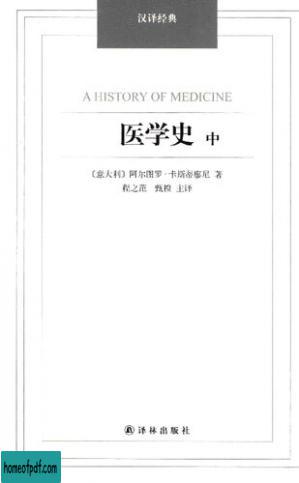 汉译经典
A HISTORY OF MEDICINE
医学史 中
〔意大利〕阿尔图罗·卡斯蒂廖尼 著
程之范 甄橙 主译
译林出版社
homeofpdf.com